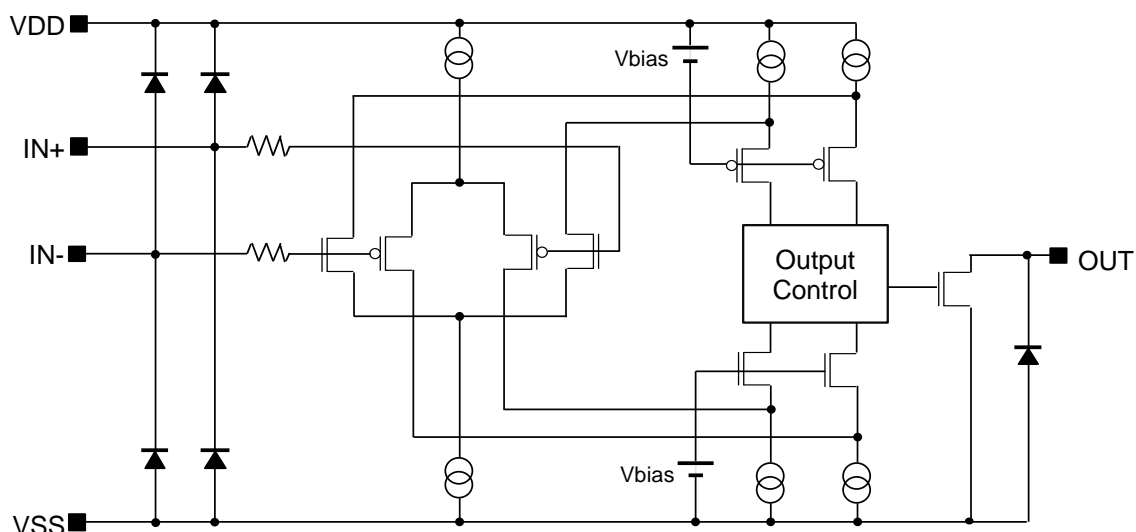 VDD
Vbias
IN+
IN-
Output
Control
OUT
Vbias
VSS